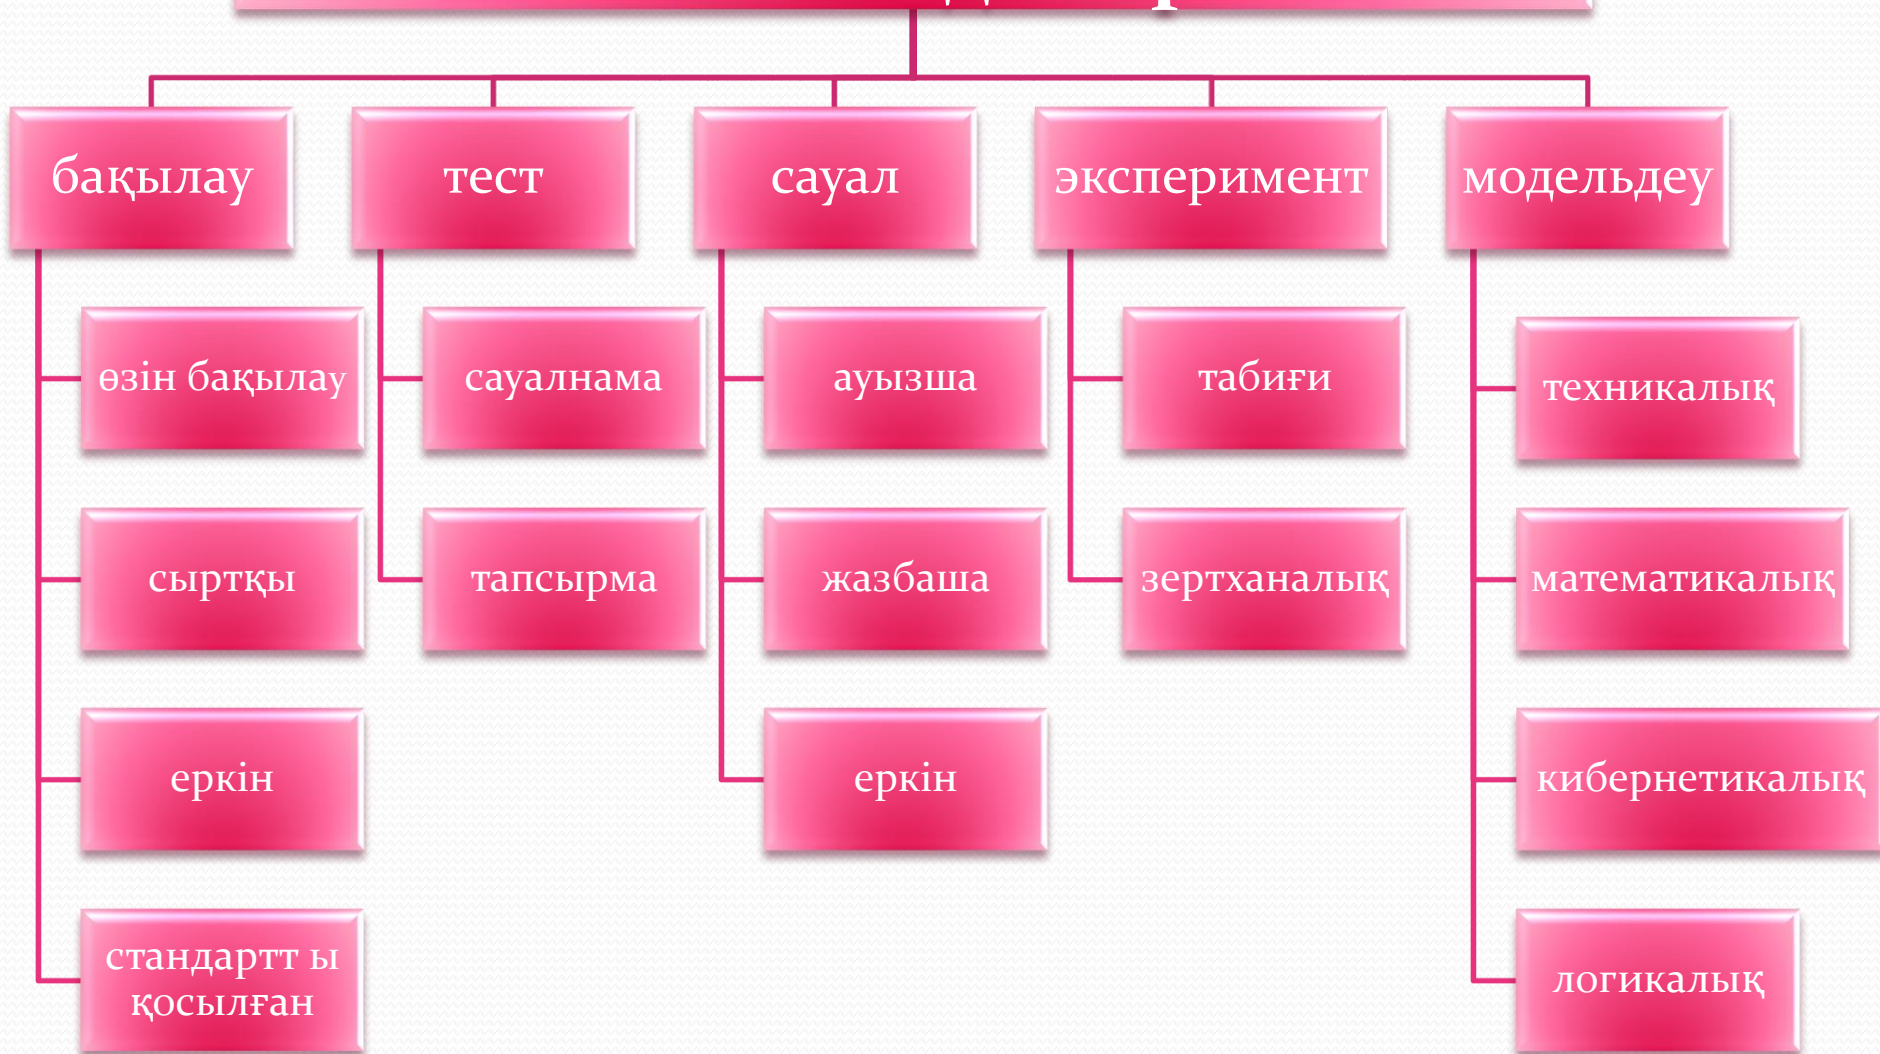 бақылау
тест
сауал
эксперимент
модельдеу
өзін бақылау
сауалнама
ауызша
табиғи
техникалық
сыртқы
тапсырма
жазбаша
зертханалық
математикалық
еркін
еркін
кибернетикалық
стандартт ы
қосылған
логикалық